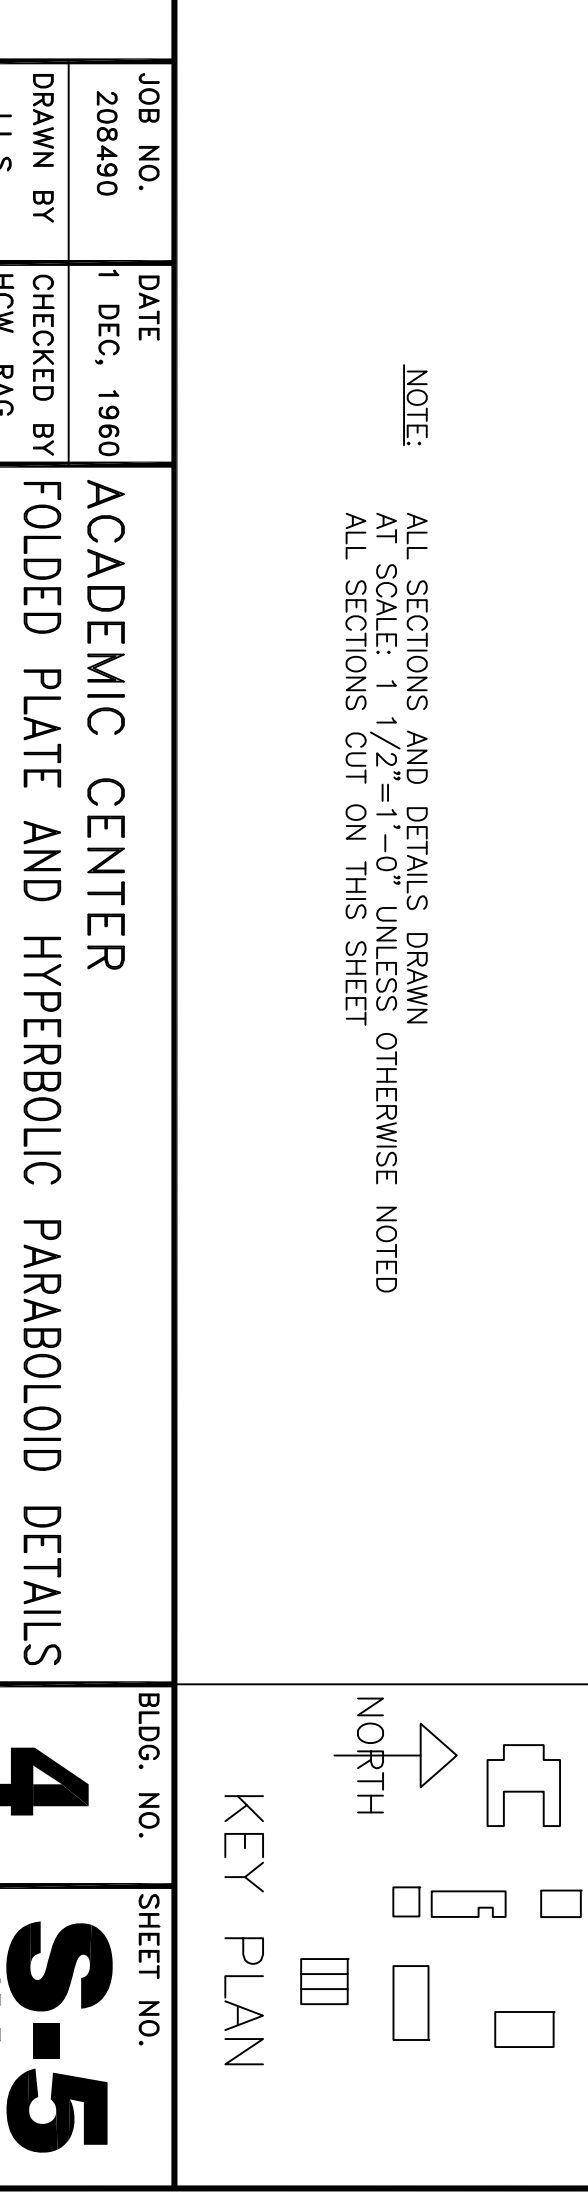 NOTE: ALL SECTIONS AND DETAILS DRAWN
AT SCALE: 1 1/2"=1'-0" UNLESS OTHERWISE NOTED
ALL SECTIONS CUT ON THIS SHEET
NORTH
KEY PLAN
JOB NO.
208490
DATE
1 DEC, 1960
DRAWN BY
CHECKED BY
HCW RAG
ACADEMIC CENTER
FOLDED PLATE AND HYPERBOLIC PARABOLOID DETAILS
BLDG. NO.
4
SHEET NO.
S-5